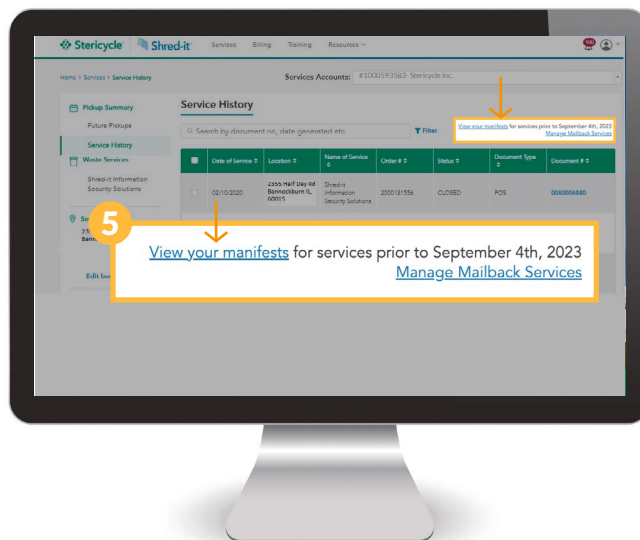 Stericycle Shred-it Services Billing Training Resources
Home > Services > Service History
Services Accounts: #1000593583- Stericycle Inc.
Pickup Summary
Future Pickups
Service History
Waste Services
Shred-it Information
Security Solutions
Service History
Search by document no, date generated etc
Filter
View your manifests for services prior to September 4th, 2023
Manage Mailback Services
Date of Service Location Name of Service Order # Status Document Type Document #
02/10/2020 2355 Half Day Rd Bannockburn IL, 60015 Shred-it Information Security Solutions 2000181556 CLOSED POS 0080006880
5
View your manifests for services prior to September 4th, 2023
Manage Mailback Services